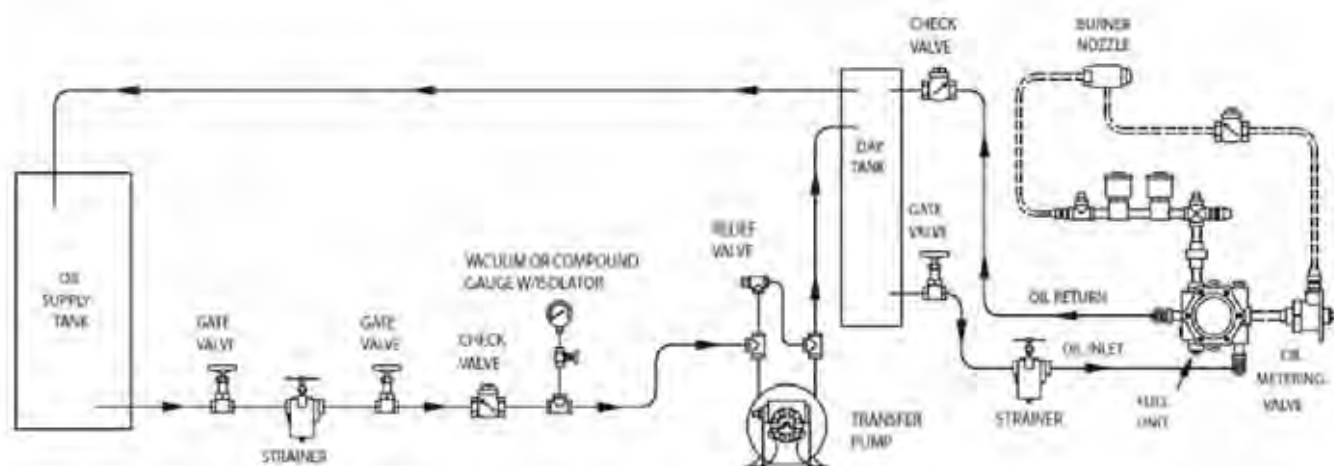 CHECK
VALVE
BURNER
NOZZLE
DAY
TANK
GATE
VALVE
RELIEF
VALVE
VACUUM OR COMPOUND
GAUGE W/ISOLATOR
OIL
SUPPLY
TANK
GATE
VALVE
GATE
VALVE
CHECK
VALVE
OIL RETURN
OIL INLET
OIL
METERING
VALVE
STRAINER
TRANSFER
PUMP
STRAINER
UNIT